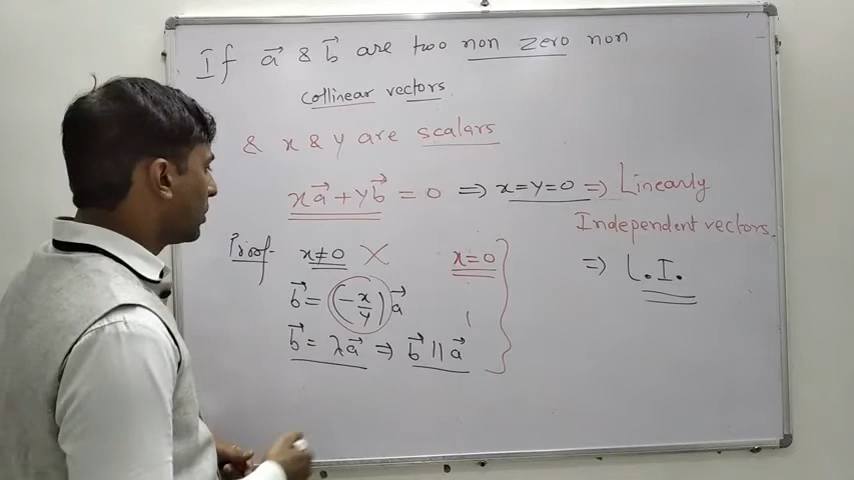 If a⃗ & b⃗ are two non zero non
collinear vectors.
& x & y are scalars
xa⃗ + yb⃗ = 0 ⇒ x=y=0 ⇒ Linearly
Independent vectors.
⇒ L.I.
Proof- x≠0 ✗ x=0
b⃗ = (-x/y) a⃗
b⃗ = λa⃗ ⇒ b⃗ || a⃗